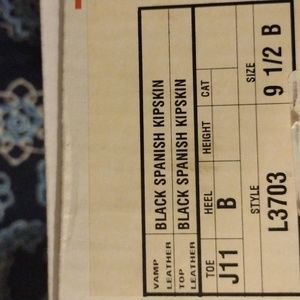 VAMP LEATHER BLACK SPANISH KIPSKIN
TOP LEATHER BLACK SPANISH KIPSKIN
TOE HEEL HEIGHT CAT
J11 B
STYLE SIZE
L3703 9 1/2 B